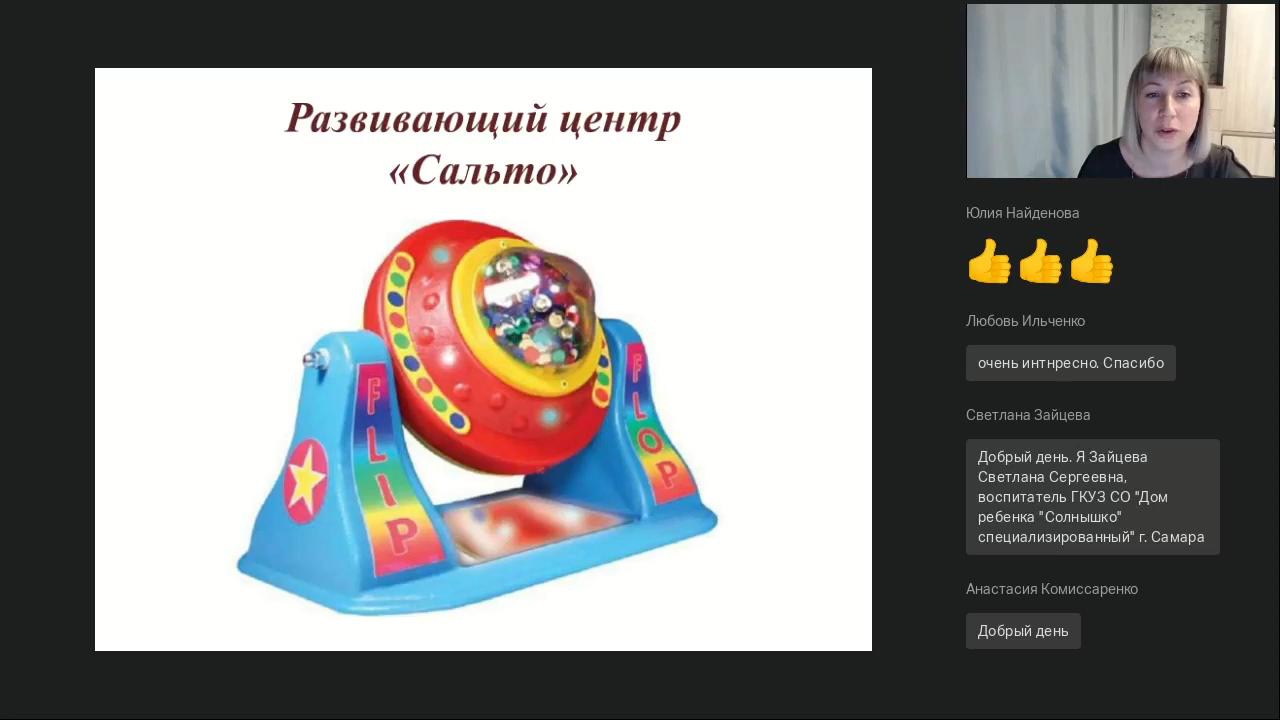 Развивающий центр
«Сальто»
FLIP
FLOP
Юлия Найденова
👍👍👍
Любовь Ильченко
очень интнресно. Спасибо
Светлана Зайцева
Добрый день. Я Зайцева
Светлана Сергеевна,
воспитатель ГКУЗ СО "Дом
ребенка "Солнышко"
специализированный" г. Самара
Анастасия Комиссаренко
Добрый день